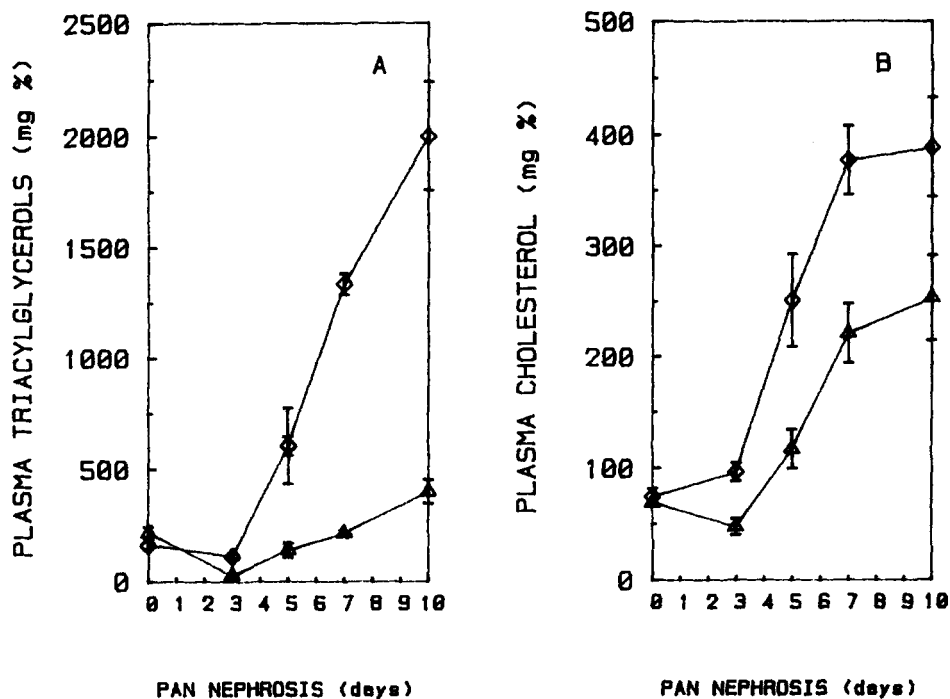 PLASMA TRIACYLGLYCEROLS (mg %)
2500
2000
1500
1000
500
0
A
0 1 2 3 4 5 6 7 8 9 10
PAN NEPHROSIS (days)
PLASMA CHOLESTEROL (mg %)
500
400
300
200
100
0
B
0 1 2 3 4 5 6 7 8 9 10
PAN NEPHROSIS (days)